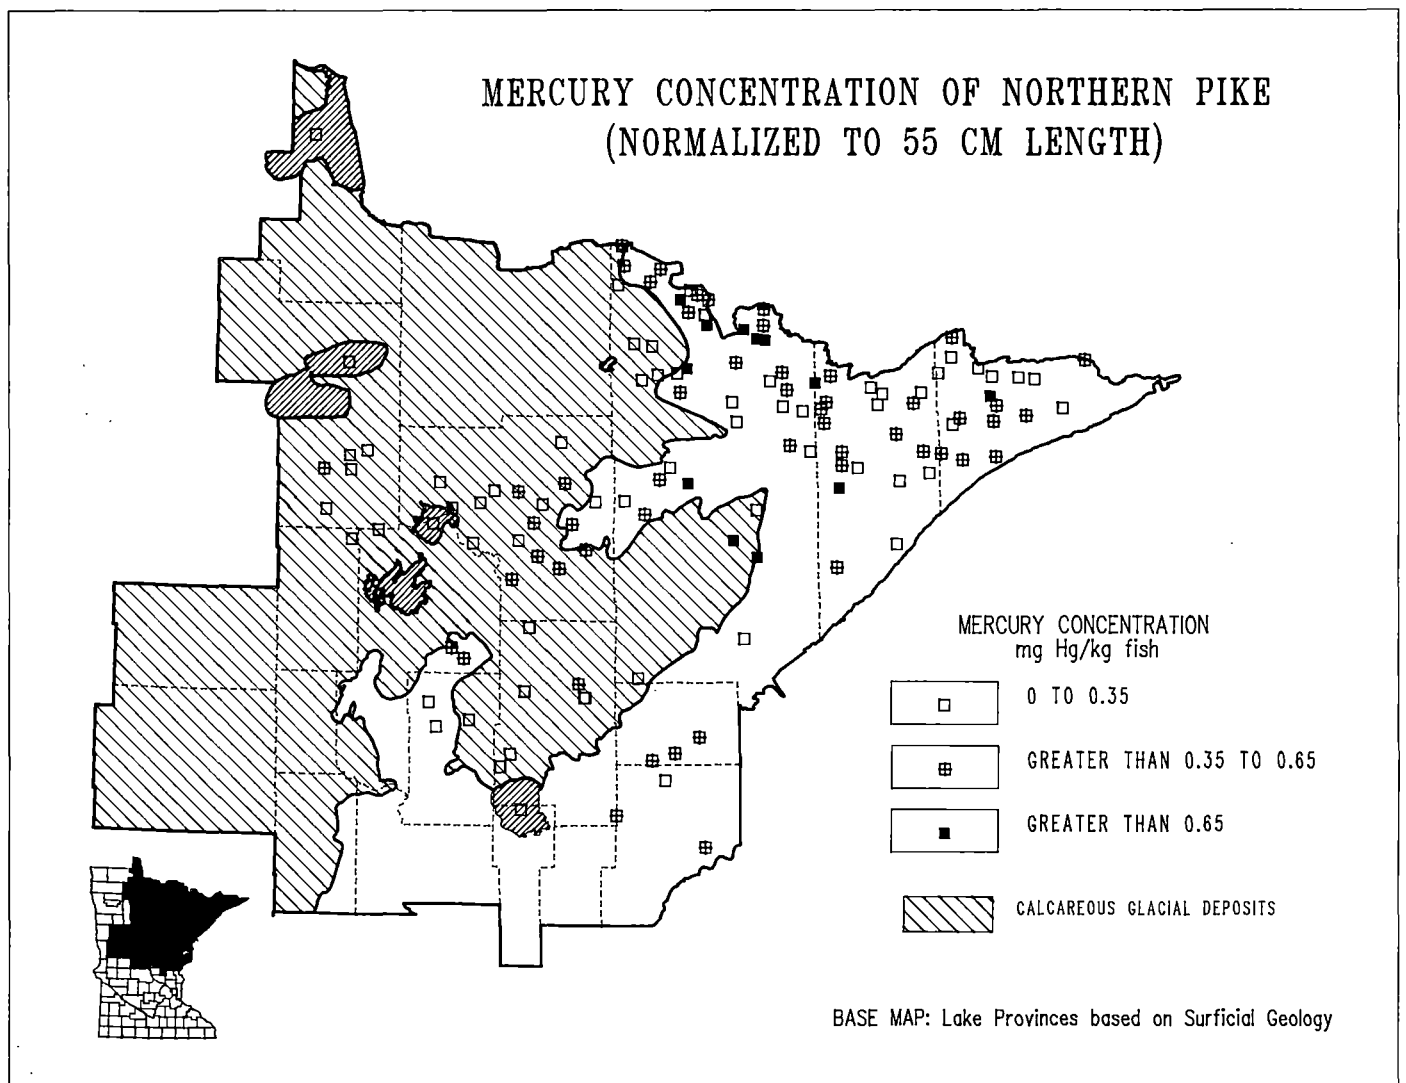 MERCURY CONCENTRATION OF NORTHERN PIKE
(NORMALIZED TO 55 CM LENGTH)
MERCURY CONCENTRATION
mg Hg/kg fish
0 TO 0.35
GREATER THAN 0.35 TO 0.65
GREATER THAN 0.65
CALCAREOUS GLACIAL DEPOSITS
BASE MAP: Lake Provinces based on Surficial Geology